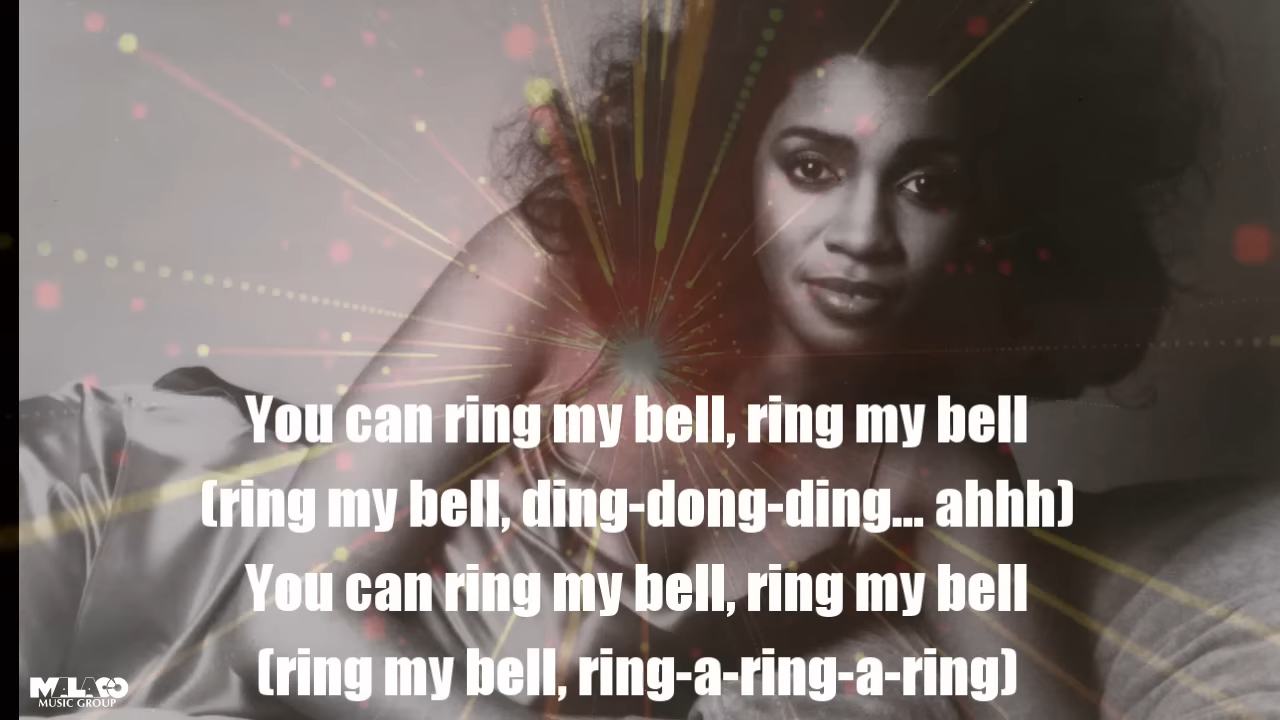 You can ring my bell, ring my bell
(ring my bell, ding-dong-ding... ahhh)
You can ring my bell, ring my bell
(ring my bell, ring-a-ring-a-ring)
MALACO
MUSIC GROUP